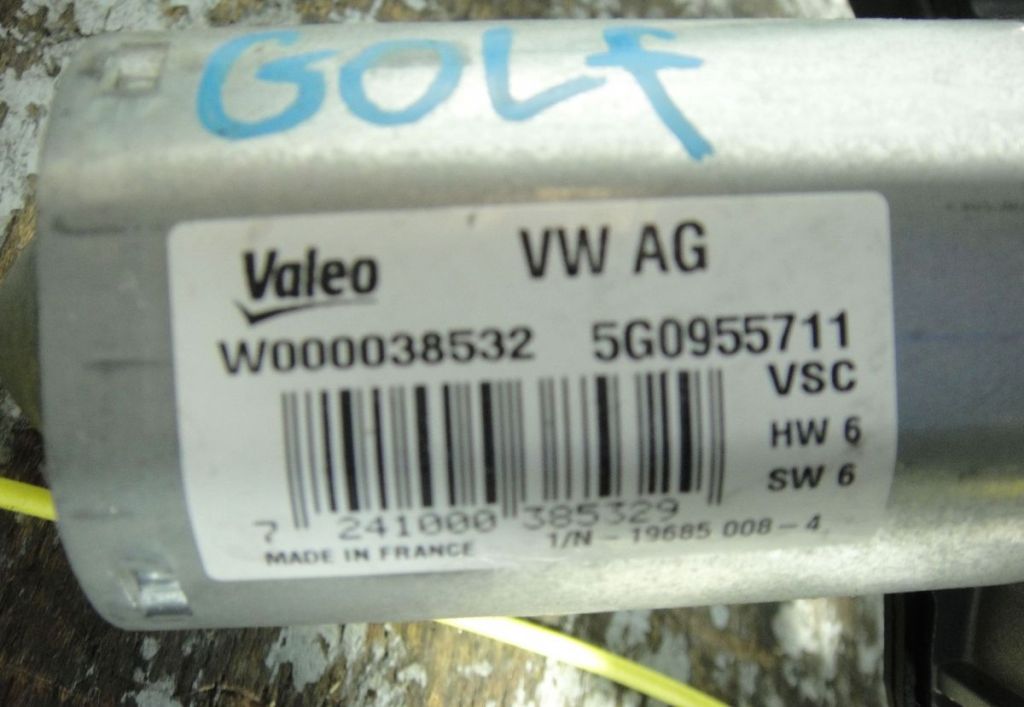 GOLf
Valeo VW AG
W000038532 5G0955711
VSC
HW 6
SW 6
7 241000 385329
MADE IN FRANCE 1/N - 19685 008-4